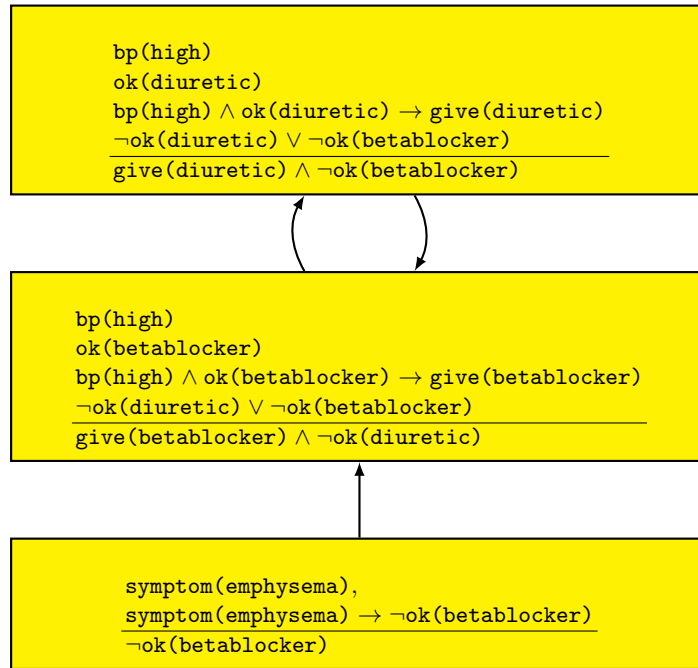 bp(high)
ok(diuretic)
bp(high) ∧ ok(diuretic) → give(diuretic)
¬ok(diuretic) ∨ ¬ok(betablocker)
give(diuretic) ∧ ¬ok(betablocker)
bp(high)
ok(betablocker)
bp(high) ∧ ok(betablocker) → give(betablocker)
¬ok(diuretic) ∨ ¬ok(betablocker)
give(betablocker) ∧ ¬ok(diuretic)
symptom(emphysema),
symptom(emphysema) → ¬ok(betablocker)
¬ok(betablocker)